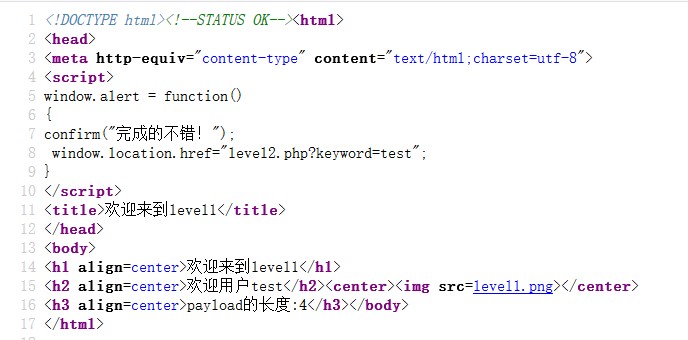 1 <!DOCTYPE html><!--STATUS OK--><html>
2 <head>
3 <meta http-equiv="content-type" content="text/html;charset=utf-8">
4 <script>
5 window.alert = function()
6 {
7 confirm("完成的不错！");
8  window.location.href="level2.php?keyword=test";
9 }
10 </script>
11 <title>欢迎来到level1</title>
12 </head>
13 <body>
14 <h1 align=center>欢迎来到level1</h1>
15 <h2 align=center>欢迎用户test</h2><center><img src=level1.png></center>
16 <h3 align=center>payload的长度:4</h3></body>
17 </html>